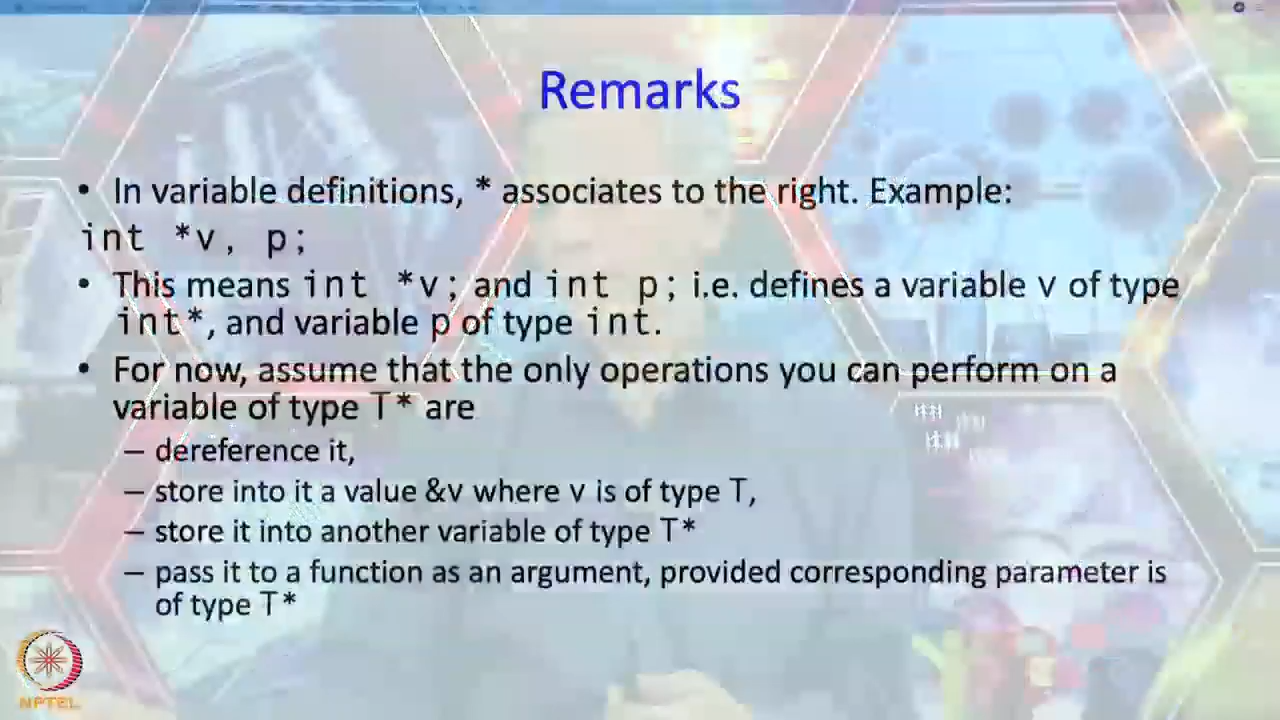 Remarks
• In variable definitions, * associates to the right. Example:
int *v, p;
• This means int *v; and int p; i.e. defines a variable v of type
int*, and variable p of type int.
• For now, assume that the only operations you can perform on a
variable of type T* are
– dereference it,
– store into it a value &v where v is of type T,
– store it into another variable of type T*
– pass it to a function as an argument, provided corresponding parameter is
of type T*
NPTEL